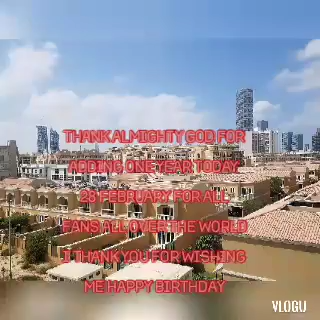 THANK ALMIGHTY GOD FOR
ADDING ONE YEAR TODAY
28 FEBRUARY FOR ALL
FANS ALL OVER THE WORLD
I THANK YOU FOR WISHING
ME HAPPY BIRTHDAY
VLOGU